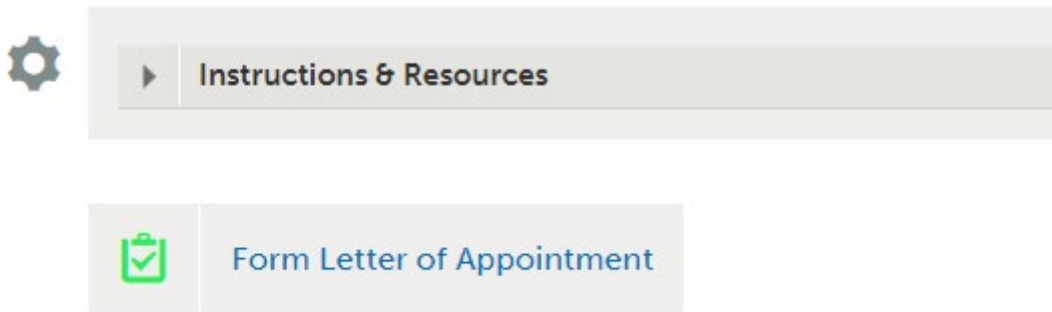 Instructions & Resources
Form Letter of Appointment